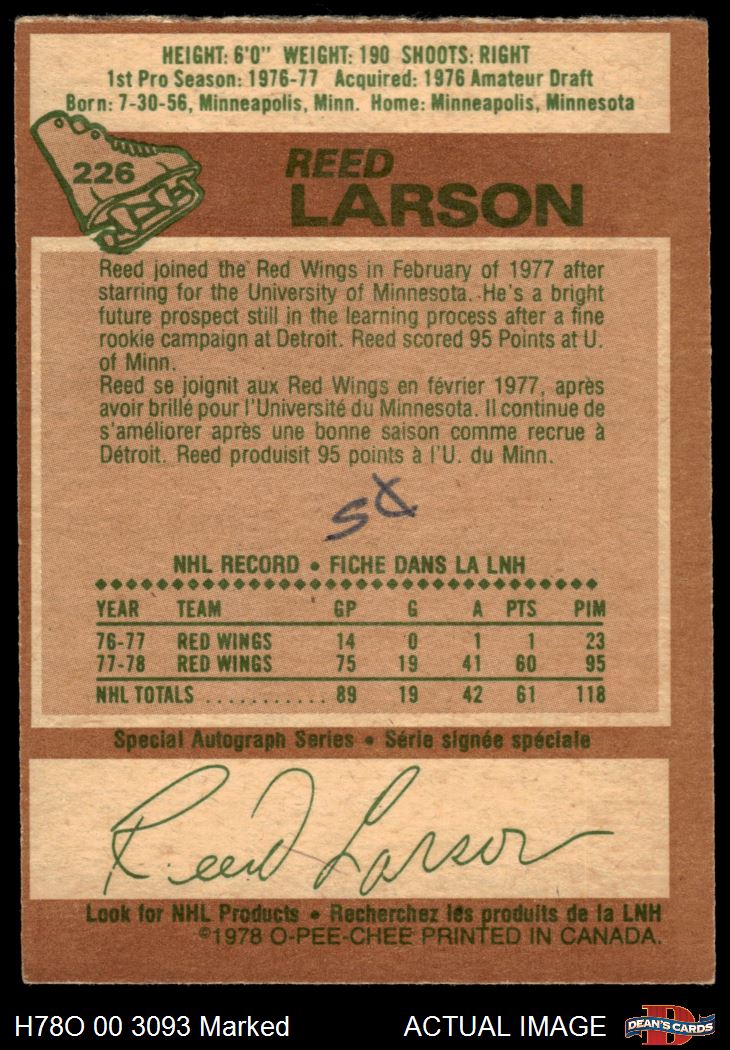 HEIGHT: 6'0" WEIGHT: 190 SHOOTS: RIGHT
1st Pro Season: 1976-77 Acquired: 1976 Amateur Draft
Born: 7-30-56, Minneapolis, Minn. Home: Minneapolis, Minnesota
226
REED
LARSON
Reed joined the Red Wings in February of 1977 after
starring for the University of Minnesota. He's a bright
future prospect still in the learning process after a fine
rookie campaign at Detroit. Reed scored 95 Points at U.
of Minn.
Reed se joignit aux Red Wings en février 1977, après
avoir brillé pour l'Université du Minnesota. Il continue de
s'améliorer après une bonne saison comme recrue à
Détroit. Reed produisit 95 points à l'U. du Minn.
NHL RECORD • FICHE DANS LA LNH
YEAR TEAM GP G A PTS PIM
76-77 RED WINGS 14 0 1 1 23
77-78 RED WINGS 75 19 41 60 95
NHL TOTALS ........... 89 19 42 61 118
Special Autograph Series • Série signée spéciale
Reed Larson
Look for NHL Products • Recherchez les produits de la LNH
©1978 O-PEE-CHEE PRINTED IN CANADA.
H78O 00 3093 Marked ACTUAL IMAGE
D
DEAN'S CARDS